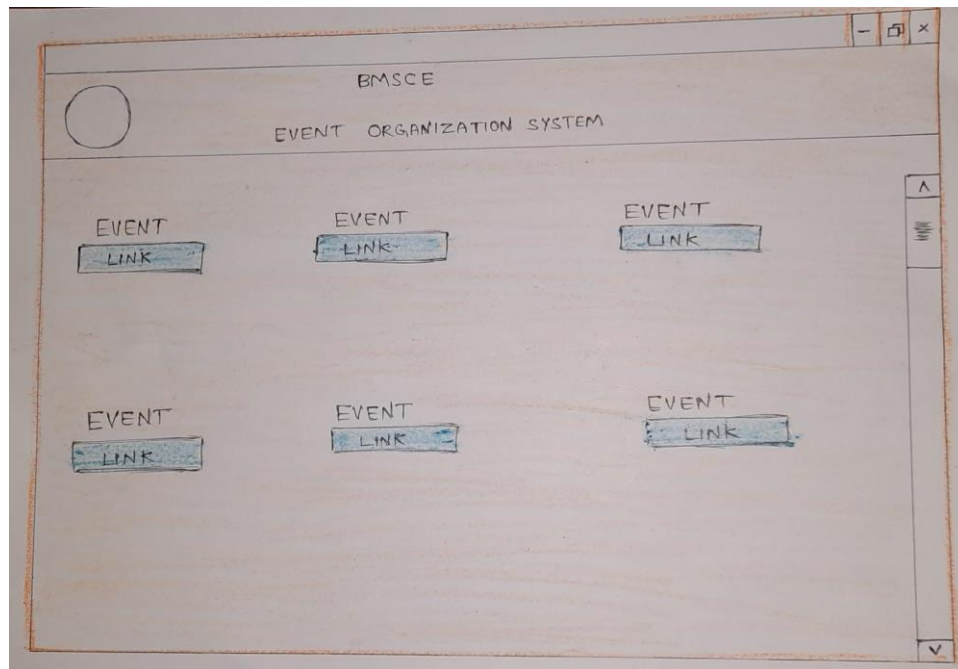 BMSCE
EVENT ORGANIZATION SYSTEM
EVENT EVENT EVENT
LINK LINK LINK
EVENT EVENT EVENT
LINK LINK LINK